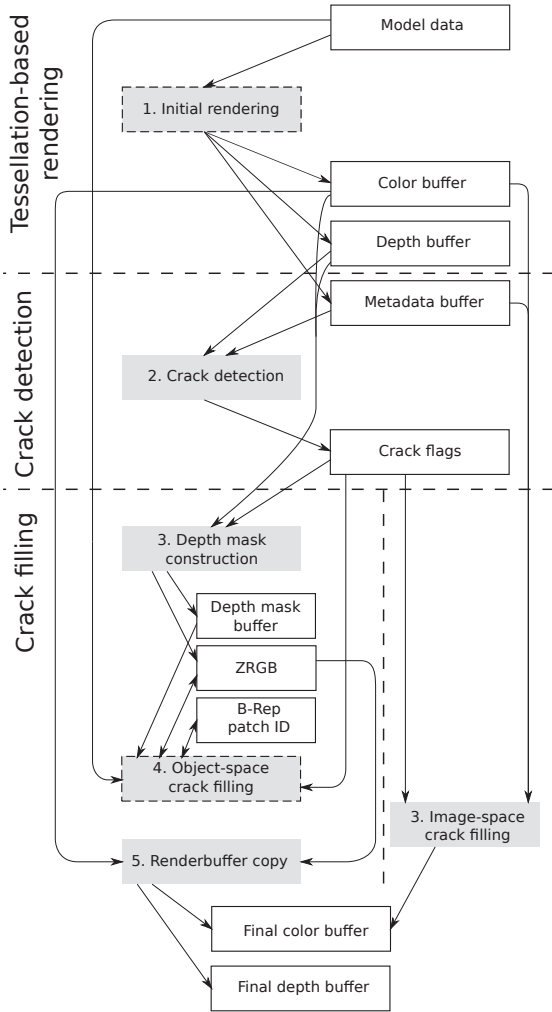 Tessellation-based
rendering
Model data
1. Initial rendering
Color buffer
Depth buffer
Crack detection
Metadata buffer
2. Crack detection
Crack flags
Crack filling
3. Depth mask
construction
Depth mask
buffer
ZRGB
B-Rep
patch ID
4. Object-space
crack filling
3. Image-space
crack filling
5. Renderbuffer copy
Final color buffer
Final depth buffer